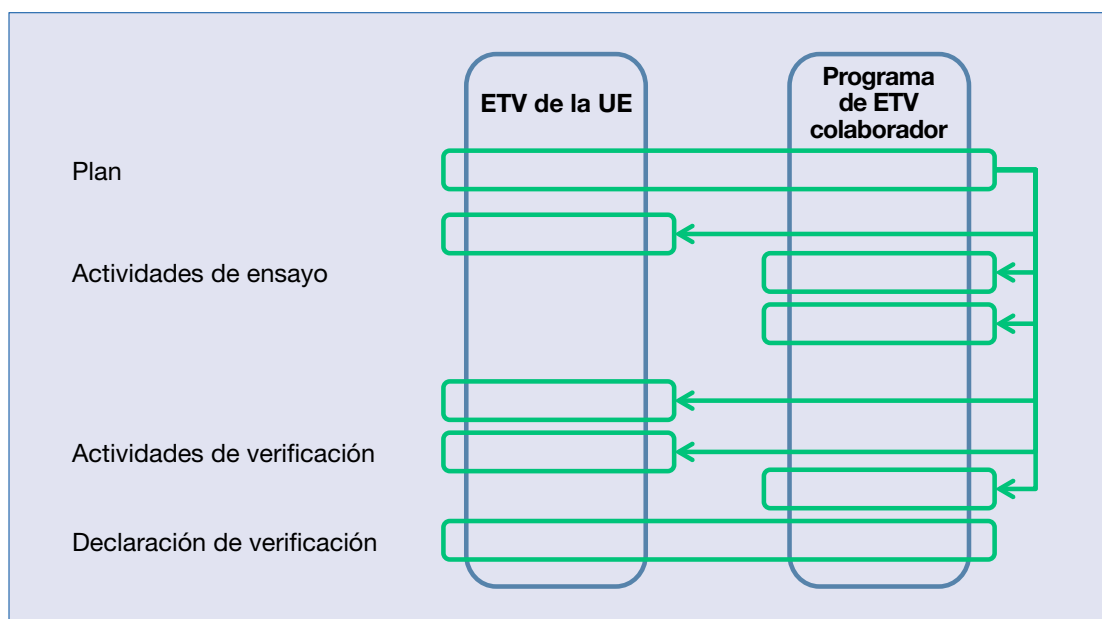 ETV de la UE
Programa
de ETV
colaborador
Plan
Actividades de ensayo
Actividades de verificación
Declaración de verificación